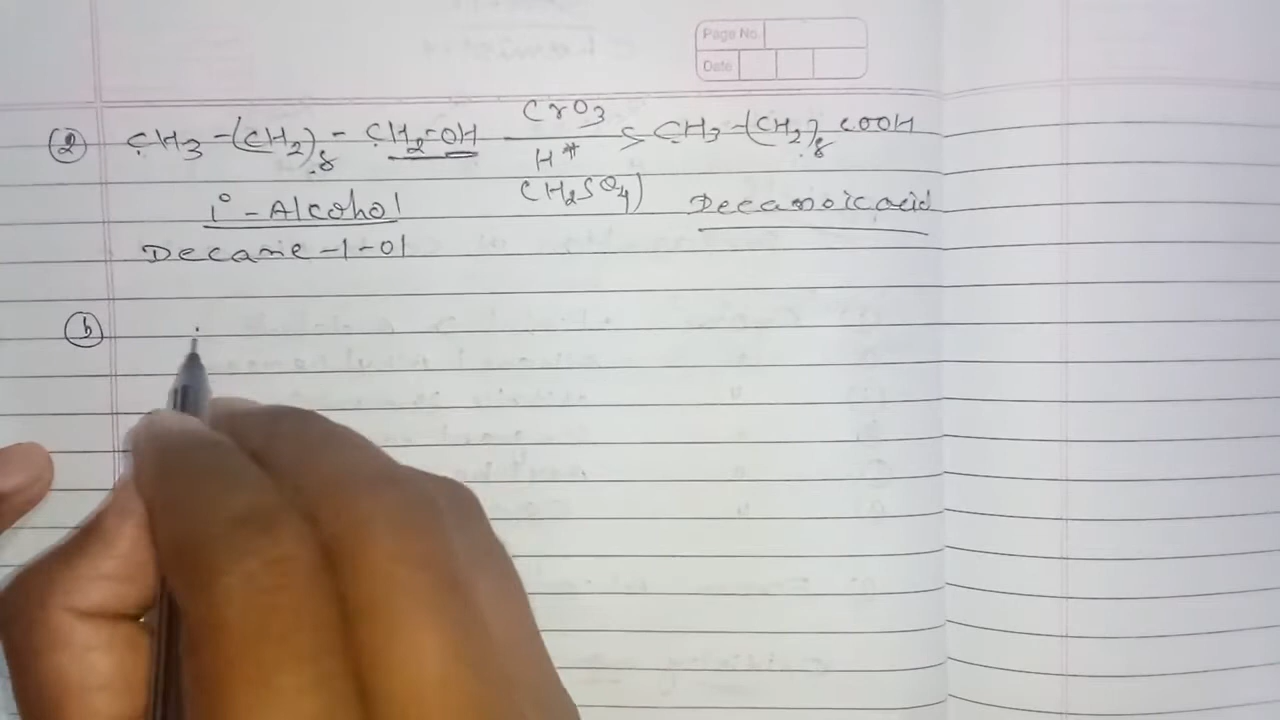 Page No.
Date
(2) CH3-(CH2)8-CH2-OH CrO3 > CH3-(CH2)8 COOH
H+
(H2SO4)
1°-Alcohol Decanoic acid
Decane-1-ol
(b)